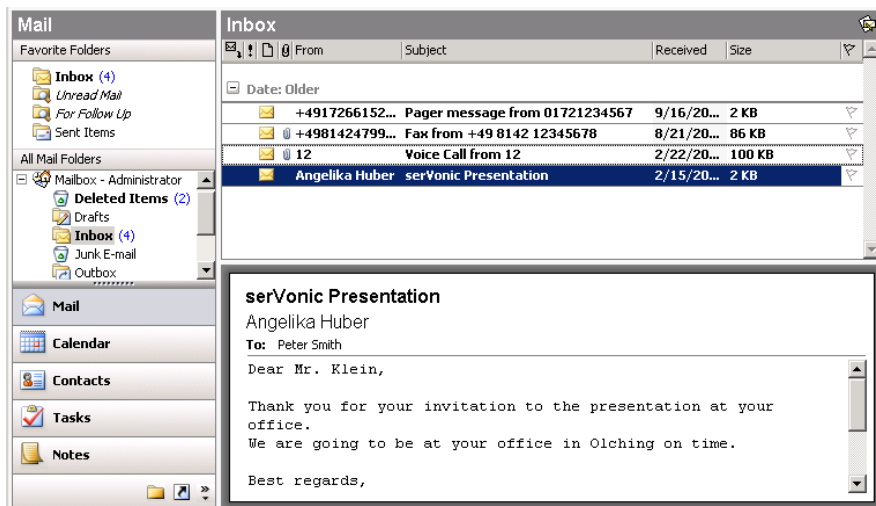 Mail
Favorite Folders
Inbox (4)
Unread Mail
For Follow Up
Sent Items
All Mail Folders
Mailbox - Administrator
Deleted Items (2)
Drafts
Inbox (4)
Junk E-mail
Outbox
Mail
Calendar
Contacts
Tasks
Notes
Inbox
From Subject Received Size
Date: Older
+4917266152... Pager message from 01721234567 9/16/20... 2 KB
+4981424799... Fax from +49 8142 12345678 8/21/20... 86 KB
12 Voice Call from 12 2/22/20... 100 KB
Angelika Huber serVonic Presentation 2/15/20... 2 KB
serVonic Presentation
Angelika Huber
To: Peter Smith
Dear Mr. Klein,
Thank you for your invitation to the presentation at your
office.
We are going to be at your office in Olching on time.
Best regards,